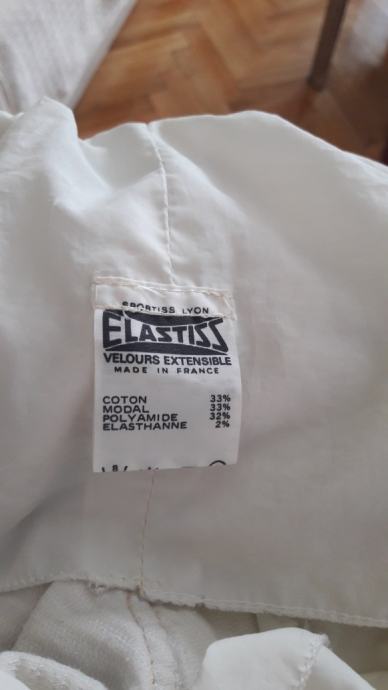 SPORTISS LYON
ELASTISS
VELOURS EXTENSIBLE
MADE IN FRANCE
COTON 33%
MODAL 33%
POLYAMIDE 32%
ELASTHANNE 2%